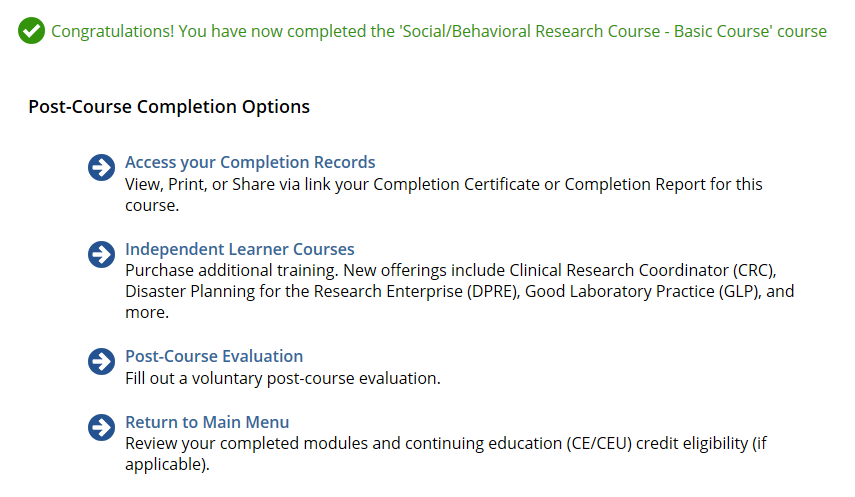 Congratulations! You have now completed the 'Social/Behavioral Research Course - Basic Course' course
Post-Course Completion Options
Access your Completion Records
View, Print, or Share via link your Completion Certificate or Completion Report for this
course.
Independent Learner Courses
Purchase additional training. New offerings include Clinical Research Coordinator (CRC),
Disaster Planning for the Research Enterprise (DPRE), Good Laboratory Practice (GLP), and
more.
Post-Course Evaluation
Fill out a voluntary post-course evaluation.
Return to Main Menu
Review your completed modules and continuing education (CE/CEU) credit eligibility (if
applicable).